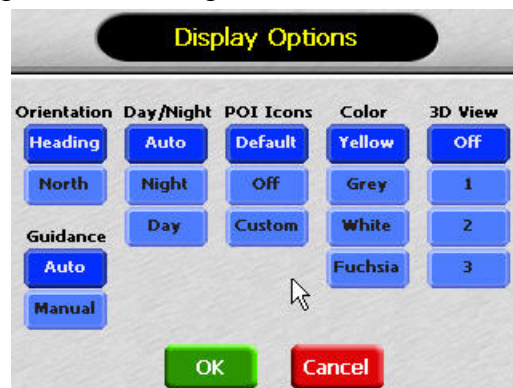 Display Options
Orientation Day/Night POI Icons Color 3D View
Heading Auto Default Yellow Off
North Night Off Grey 1
Guidance Day Custom White 2
Auto Fuchsia 3
Manual
OK Cancel